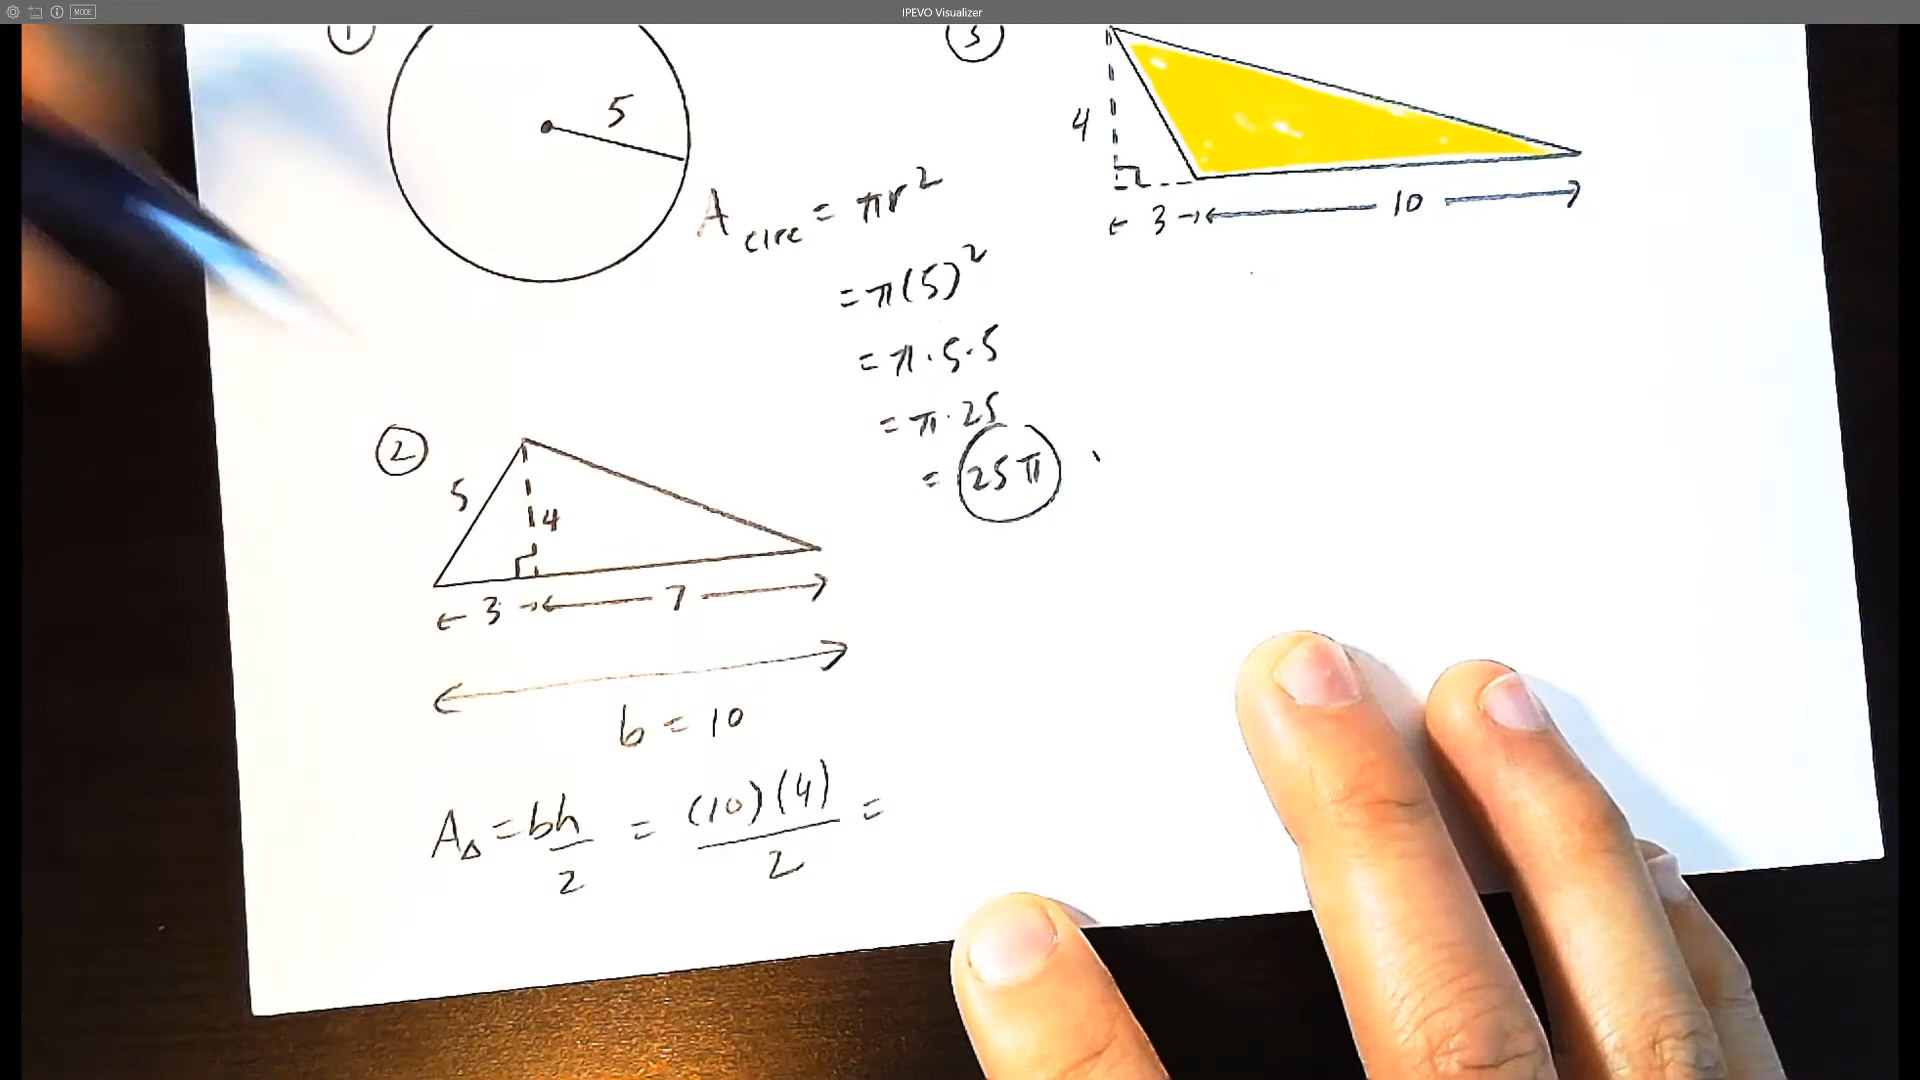 MODE
IPEVO Visualizer
①
5
A circ = πr²
= π(5)²
= π · 5 · 5
= π · 25
= 25π
②
5
4
← 3 →← 7 →
b = 10
A△ = bh/2 = (10)(4)/2 =
③
4
← 3 →← 10 →